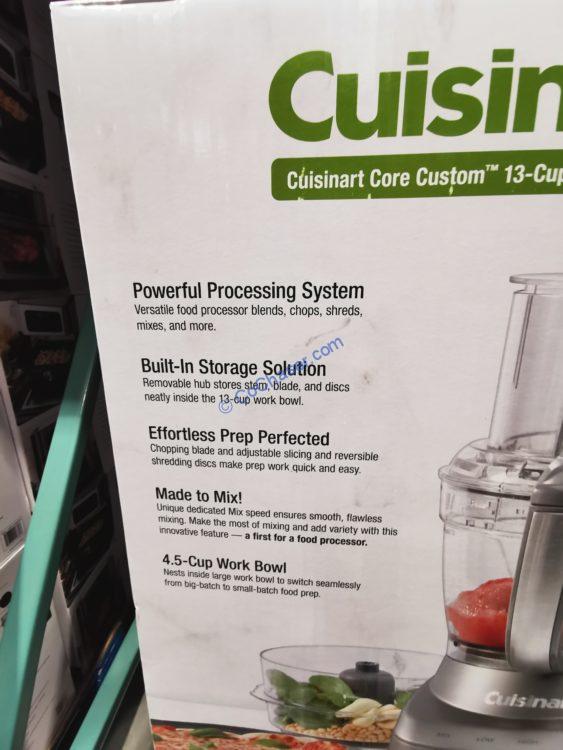 Cuisin
Cuisinart Core Custom™ 13-Cup
Powerful Processing System
Versatile food processor blends, chops, shreds,
mixes, and more.
Built-In Storage Solution
Removable hub stores stem, blade, and discs
neatly inside the 13-cup work bowl.
© CoChaser.com
Effortless Prep Perfected
Chopping blade and adjustable slicing and reversible
shredding discs make prep work quick and easy.
Made to Mix!
Unique dedicated Mix speed ensures smooth, flawless
mixing. Make the most of mixing and add variety with this
innovative feature — a first for a food processor.
4.5-Cup Work Bowl
Nests inside large work bowl to switch seamlessly
from big-batch to small-batch food prep.
Cuisinar